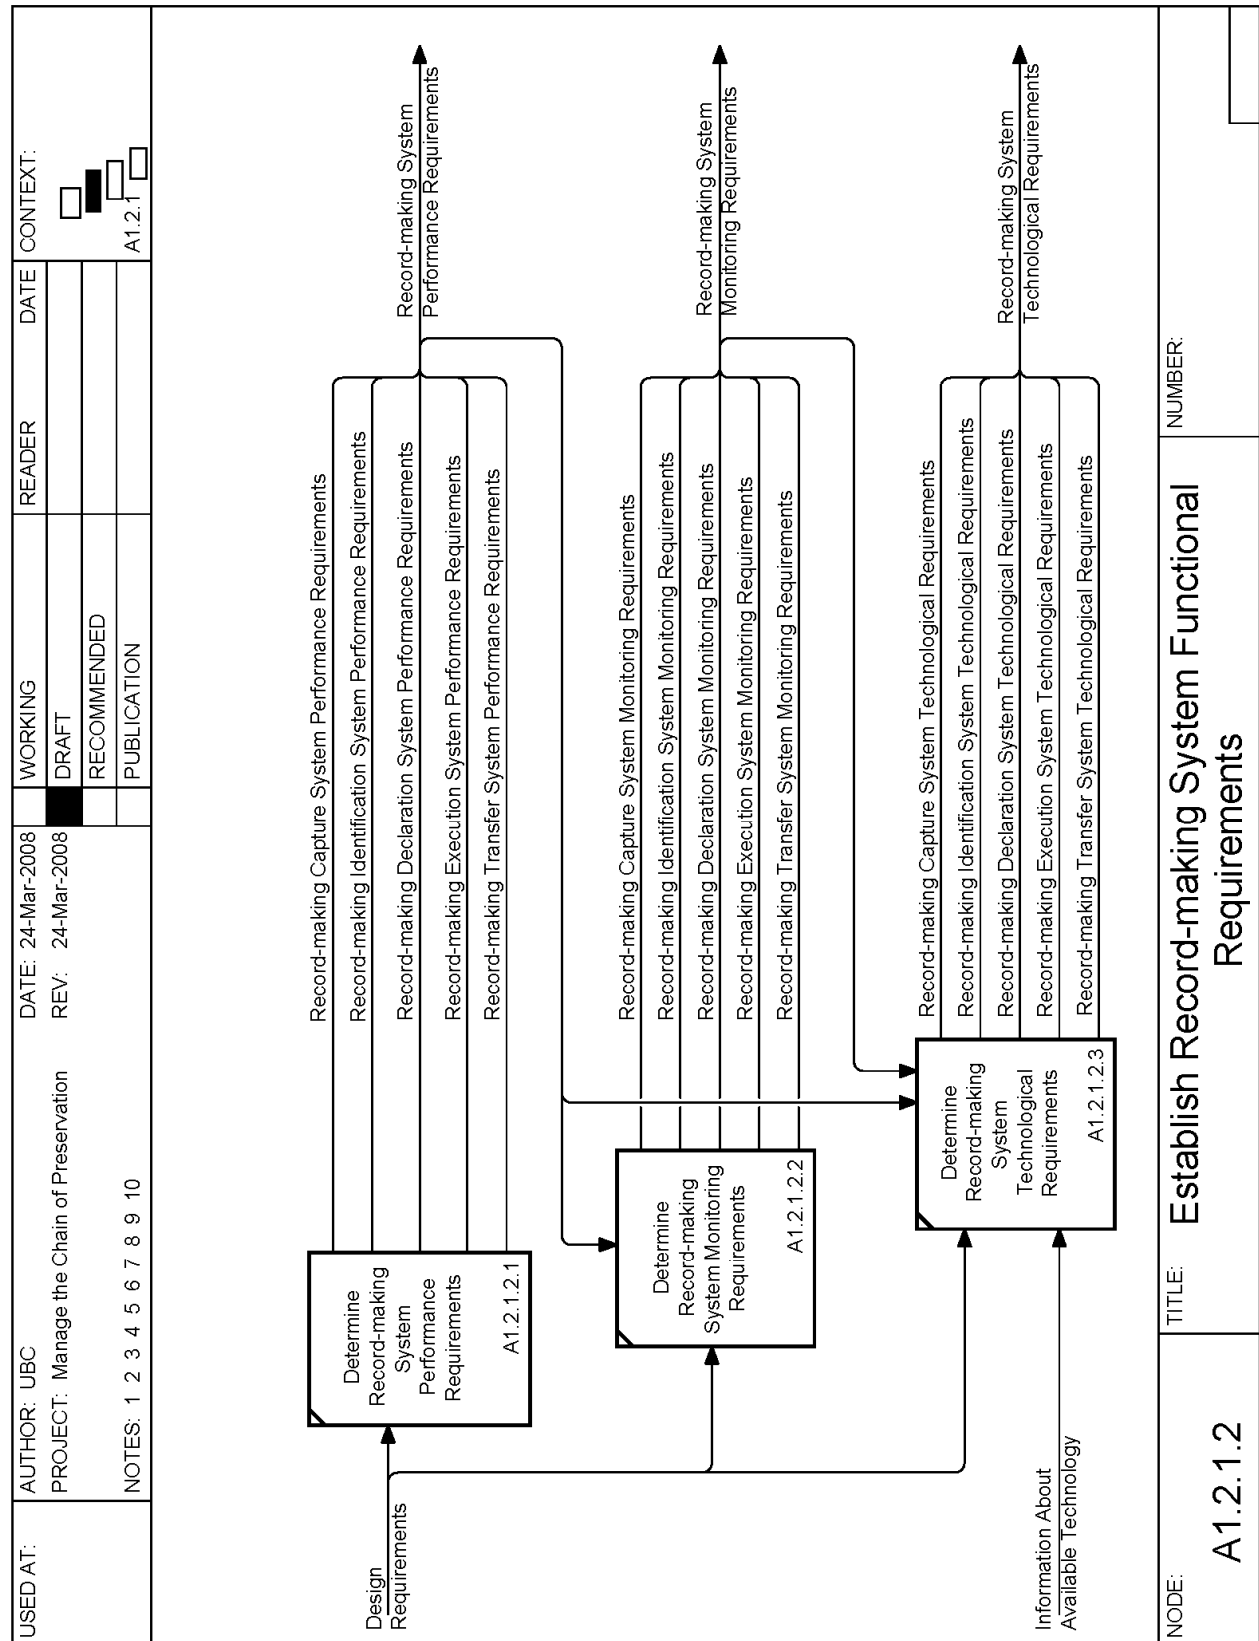 USED AT:
AUTHOR: UBC
PROJECT: Manage the Chain of Preservation
NOTES: 1 2 3 4 5 6 7 8 9 10
DATE: 24-Mar-2008
REV: 24-Mar-2008
WORKING
DRAFT
RECOMMENDED
PUBLICATION
READER
DATE
CONTEXT:
A1.2.1
Design
Requirements
Determine
Record-making
System
Performance
Requirements
A1.2.1.2.1
Record-making Capture System Performance Requirements
Record-making Identification System Performance Requirements
Record-making Declaration System Performance Requirements
Record-making Execution System Performance Requirements
Record-making Transfer System Performance Requirements
Record-making System
Performance Requirements
Determine
Record-making
System Monitoring
Requirements
A1.2.1.2.2
Record-making Capture System Monitoring Requirements
Record-making Identification System Monitoring Requirements
Record-making Declaration System Monitoring Requirements
Record-making Execution System Monitoring Requirements
Record-making Transfer System Monitoring Requirements
Record-making System
Monitoring Requirements
Information About
Available Technology
Determine
Record-making
System
Technological
Requirements
A1.2.1.2.3
Record-making Capture System Technological Requirements
Record-making Identification System Technological Requirements
Record-making Declaration System Technological Requirements
Record-making Execution System Technological Requirements
Record-making Transfer System Technological Requirements
Record-making System
Technological Requirements
NODE:
A1.2.1.2
TITLE:
Establish Record-making System Functional
Requirements
NUMBER: